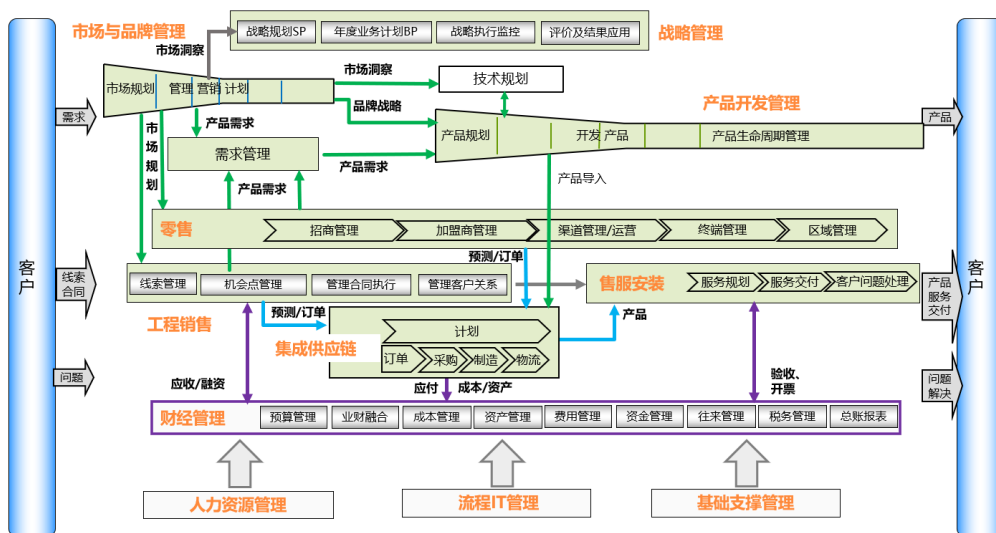 市场与品牌管理
战略规划SP
年度业务计划BP
战略执行监控
评价及结果应用
战略管理
市场洞察
市场规划
管理 营销 计划
市场洞察
技术规划
品牌战略
产品开发管理
需求
产品需求
产品规划
开发 产品
产品生命周期管理
产品
市场规划
需求管理
产品需求
产品需求
产品导入
零售
招商管理
加盟商管理
渠道管理/运营
终端管理
区域管理
预测/订单
客户
线索
合同
线索管理
机会点管理
管理合同执行
管理客户关系
售服安装
服务规划
服务交付
客户问题处理
产品
服务
交付
客户
工程销售
预测/订单
集成供应链
计划
订单
采购
制造
物流
产品
问题
应收/融资
应付
成本/资产
验收、
开票
问题
解决
财经管理
预算管理
业财融合
成本管理
资产管理
费用管理
资金管理
往来管理
税务管理
总账报表
人力资源管理
流程IT管理
基础支撑管理